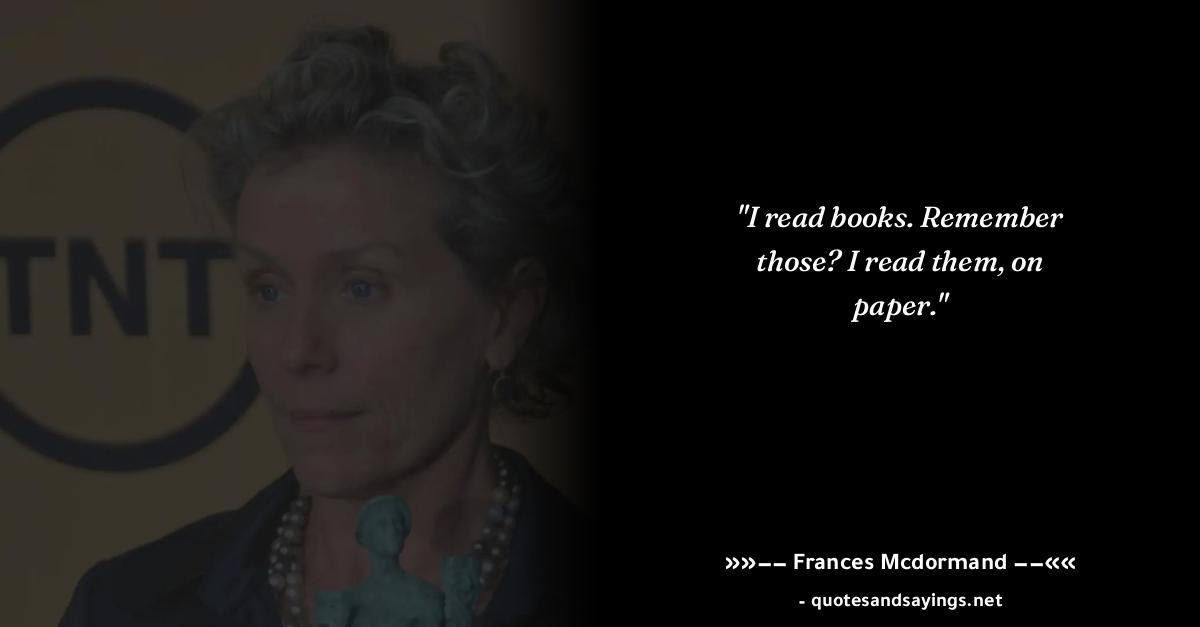 TNT
"I read books. Remember
those? I read them, on
paper."
»»−− Frances Mcdormand −−««
- quotesandsayings.net